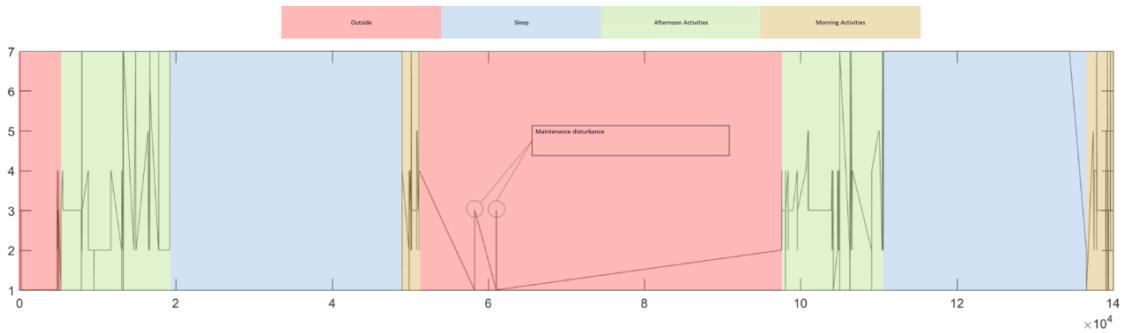 Outside Sleep Afternoon Activities Morning Activities
7
6
5
4
3
2
1
Maintenance disturbance
0 2 4 6 8 10 12 14
×10⁴